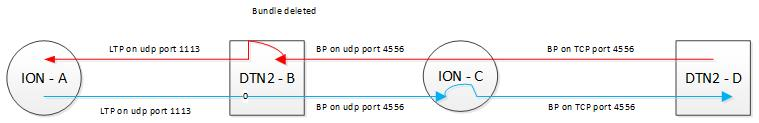 Bundle deleted
LTP on udp port 1113
BP on udp port 4556
BP on TCP port 4556
ION - A
DTN2 - B
ION - C
DTN2 - D
0
LTP on udp port 1113
BP on udp port 4556
BP on TCP port 4556